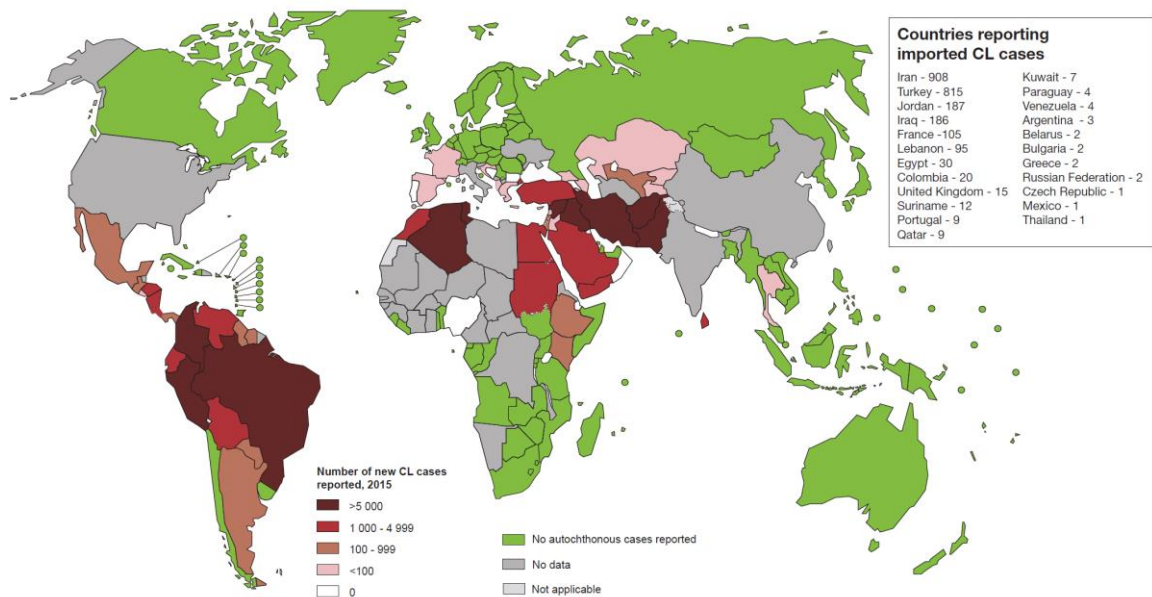 Countries reporting
imported CL cases
Iran - 908
Turkey - 815
Jordan - 187
Iraq - 186
France -105
Lebanon - 95
Egypt - 30
Colombia - 20
United Kingdom - 15
Suriname - 12
Portugal - 9
Qatar - 9
Kuwait - 7
Paraguay - 4
Venezuela - 4
Argentina - 3
Belarus - 2
Bulgaria - 2
Greece - 2
Russian Federation - 2
Czech Republic - 1
Mexico - 1
Thailand - 1
Number of new CL cases
reported, 2015
>5 000
1 000 - 4 999
100 - 999
<100
0
No autochthonous cases reported
No data
Not applicable